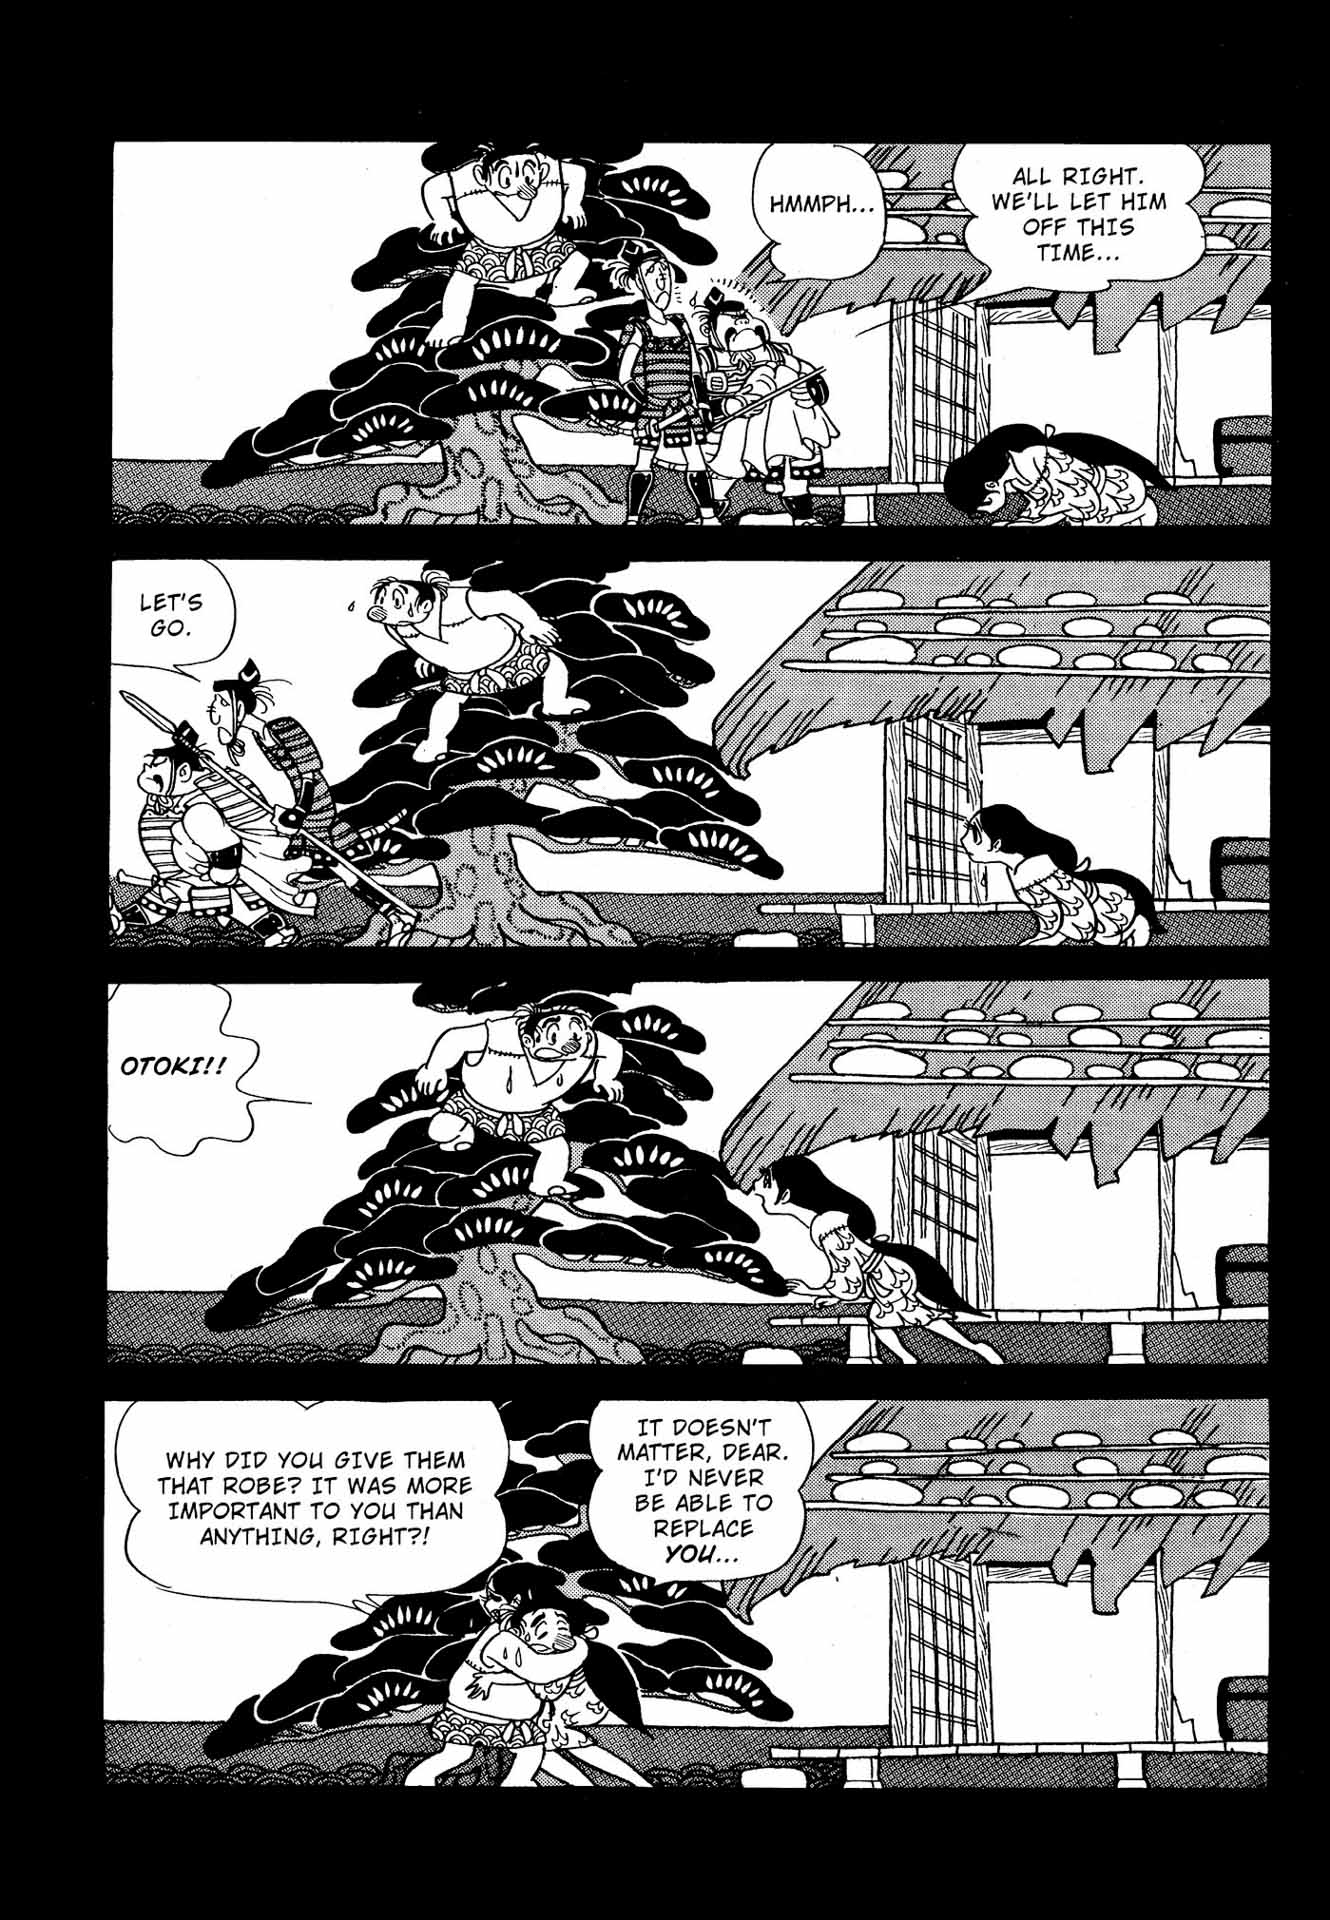 HMMPH...
ALL RIGHT.
WE'LL LET HIM
OFF THIS
TIME...
LET'S
GO.
OTOKI!!
WHY DID YOU GIVE THEM
THAT ROBE? IT WAS MORE
IMPORTANT TO YOU THAN
ANYTHING, RIGHT?!
IT DOESN'T
MATTER, DEAR.
I'D NEVER
BE ABLE TO
REPLACE
YOU...